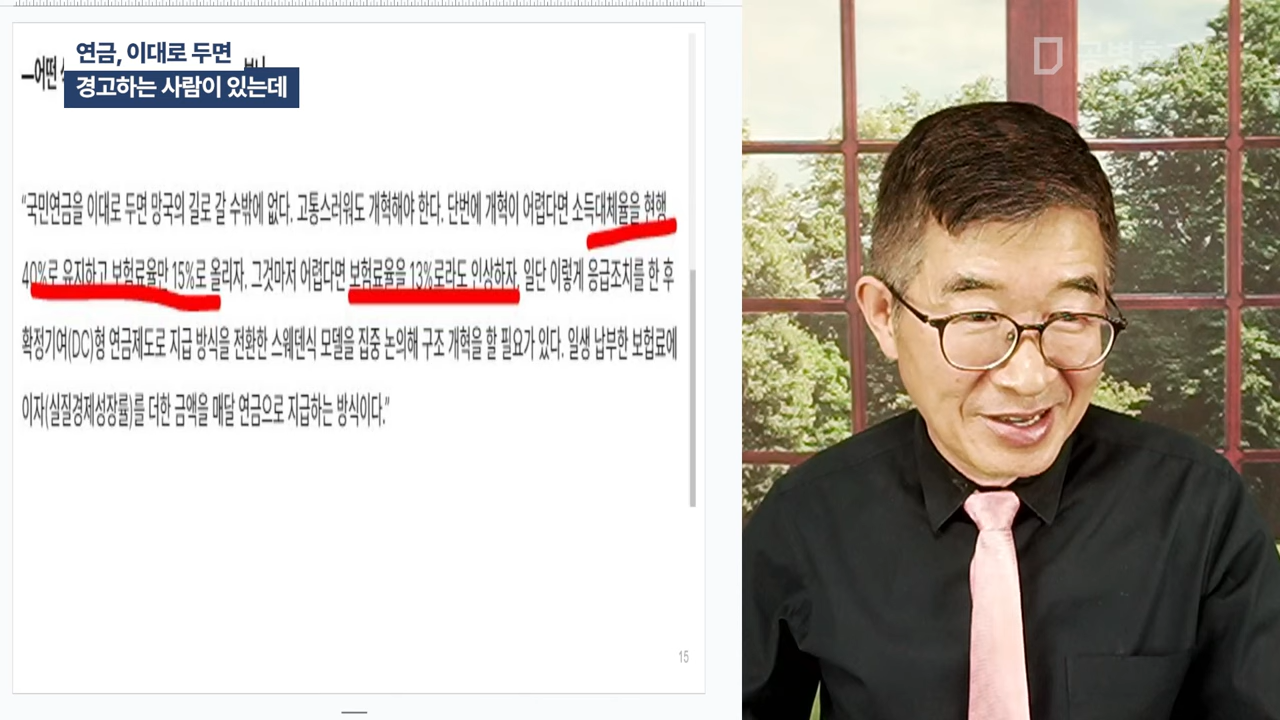 연금, 이대로 두면
경고하는 사람이 있는데
—어떤
"국민연금을 이대로 두면 망국의 길로 갈 수밖에 없다. 고통스러워도 개혁해야 한다. 단번에 개혁이 어렵다면 소득대체율을 현행
40%로 유지하고 보험료율만 15%로 올리자. 그것마저 어렵다면 보험료율을 13%로라도 인상하자. 일단 이렇게 응급조치를 한 후
확정기여(DC)형 연금제도로 지급 방식을 전환한 스웨덴식 모델을 집중 논의해 구조 개혁을 할 필요가 있다. 일생 납부한 보험료에
이자(실질경제성장률)를 더한 금액을 매달 연금으로 지급하는 방식이다."
15
공병호TV